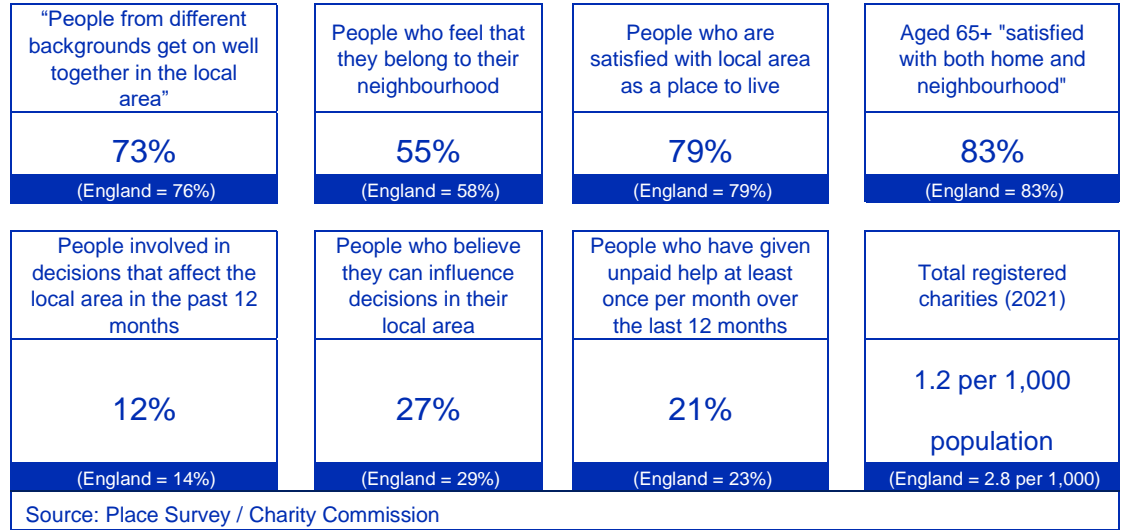 “People from different
backgrounds get on well
together in the local
area”
73%
(England = 76%)
People who feel that
they belong to their
neighbourhood
55%
(England = 58%)
People who are
satisfied with local area
as a place to live
79%
(England = 79%)
Aged 65+ "satisfied
with both home and
neighbourhood"
83%
(England = 83%)
People involved in
decisions that affect the
local area in the past 12
months
12%
(England = 14%)
People who believe
they can influence
decisions in their
local area
27%
(England = 29%)
People who have given
unpaid help at least
once per month over
the last 12 months
21%
(England = 23%)
Total registered
charities (2021)
1.2 per 1,000
population
(England = 2.8 per 1,000)
Source: Place Survey / Charity Commission